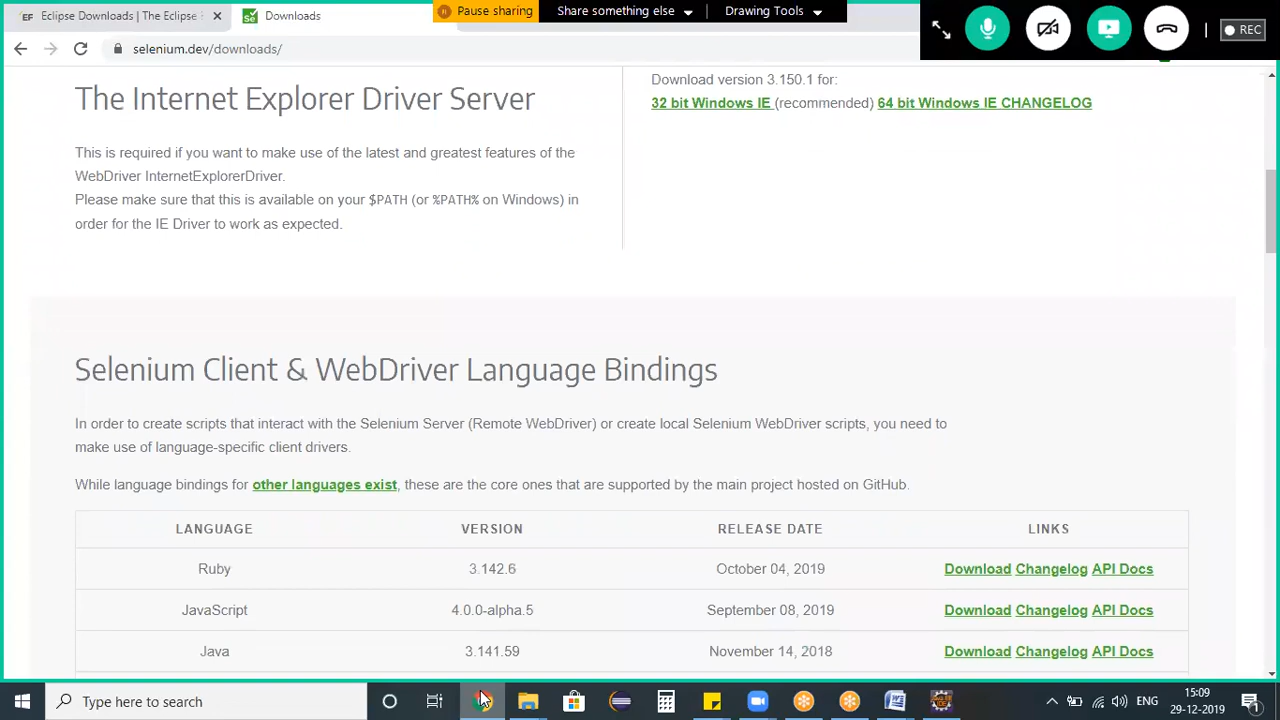 Eclipse Downloads | The Eclipse
Downloads
Pause sharing
Share something else
Drawing Tools
REC
selenium.dev/downloads/
The Internet Explorer Driver Server
This is required if you want to make use of the latest and greatest features of the
WebDriver InternetExplorerDriver.
Please make sure that this is available on your $PATH (or %PATH% on Windows) in
order for the IE Driver to work as expected.
Download version 3.150.1 for:
32 bit Windows IE (recommended) 64 bit Windows IE CHANGELOG
Selenium Client & WebDriver Language Bindings
In order to create scripts that interact with the Selenium Server (Remote WebDriver) or create local Selenium WebDriver scripts, you need to
make use of language-specific client drivers.
While language bindings for other languages exist, these are the core ones that are supported by the main project hosted on GitHub.
LANGUAGE VERSION RELEASE DATE LINKS
Ruby 3.142.6 October 04, 2019 Download Changelog API Docs
JavaScript 4.0.0-alpha.5 September 08, 2019 Download Changelog API Docs
Java 3.141.59 November 14, 2018 Download Changelog API Docs
Type here to search
ENG
15:09
29-12-2019
1